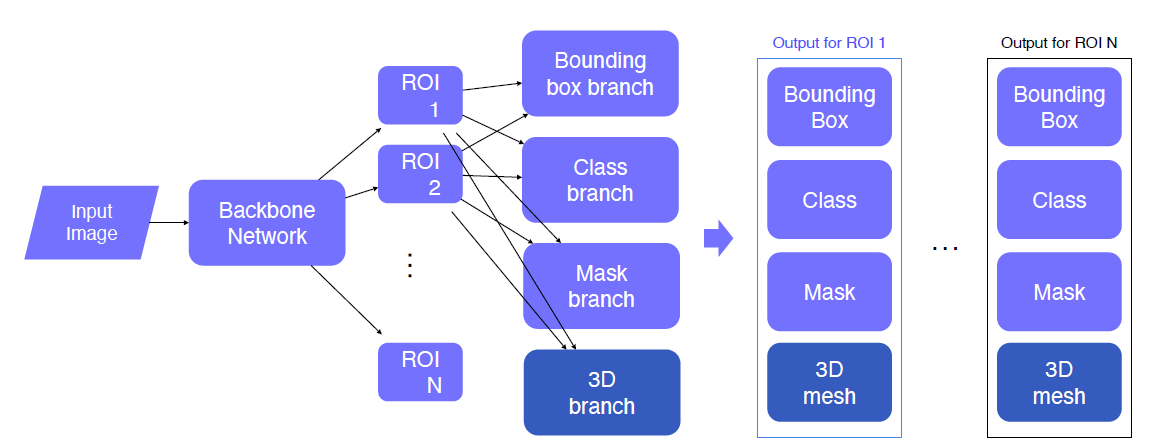 Input
Image
Backbone
Network
ROI
1
ROI
2
⋮
ROI
N
Bounding
box branch
Class
branch
Mask
branch
3D
branch
Output for ROI 1
Bounding
Box
Class
Mask
3D
mesh
...
Output for ROI N
Bounding
Box
Class
Mask
3D
mesh